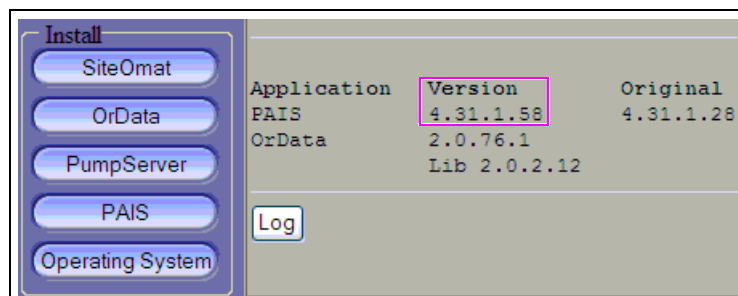 Install
SiteOmat
OrData
PumpServer
PAIS
Operating System
Application Version Original
PAIS 4.31.1.58 4.31.1.28
OrData 2.0.76.1
Lib 2.0.2.12
Log